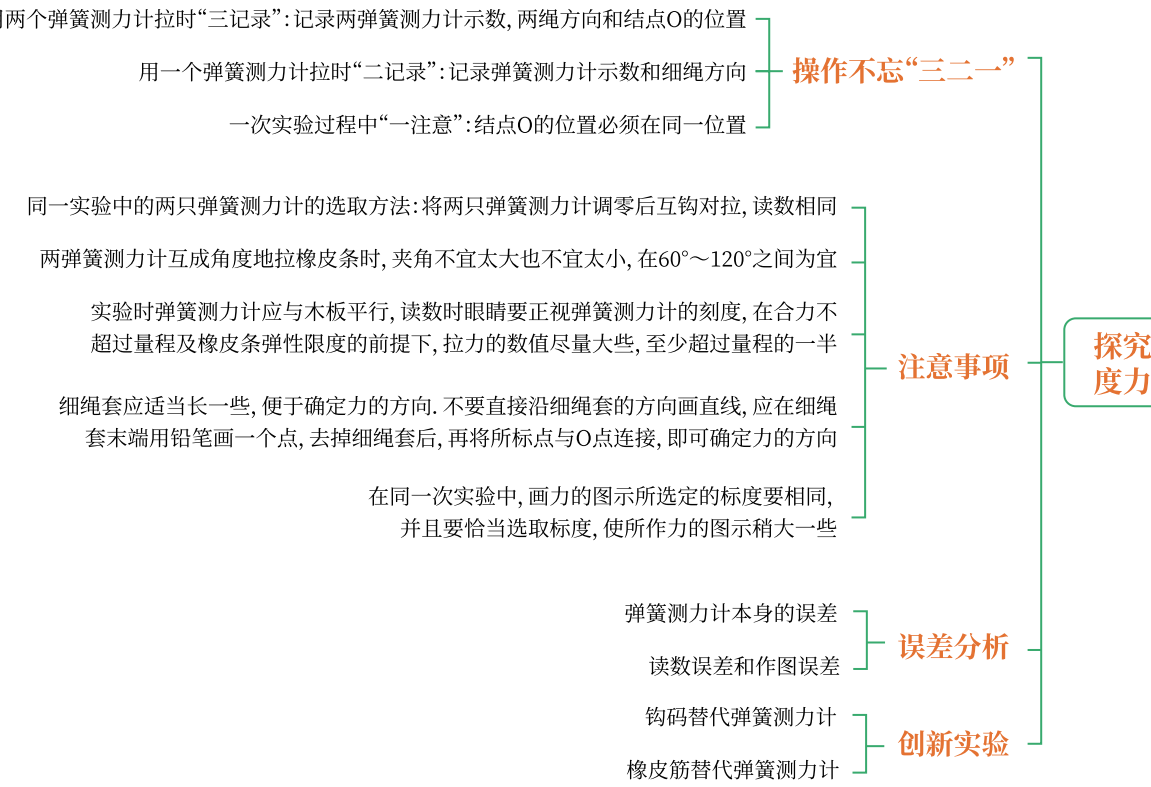 两个弹簧测力计拉时“三记录”：记录两弹簧测力计示数, 两绳方向和结点O的位置
用一个弹簧测力计拉时“二记录”：记录弹簧测力计示数和细绳方向
一次实验过程中“一注意”：结点O的位置必须在同一位置
操作不忘“三二一”
同一实验中的两只弹簧测力计的选取方法：将两只弹簧测力计调零后互钩对拉, 读数相同
两弹簧测力计互成角度地拉橡皮条时, 夹角不宜太大也不宜太小, 在60°～120°之间为宜
实验时弹簧测力计应与木板平行, 读数时眼睛要正视弹簧测力计的刻度, 在合力不
超过量程及橡皮条弹性限度的前提下, 拉力的数值尽量大些, 至少超过量程的一半
细绳套应适当长一些, 便于确定力的方向. 不要直接沿细绳套的方向画直线, 应在细绳
套末端用铅笔画一个点, 去掉细绳套后, 再将所标点与O点连接, 即可确定力的方向
在同一次实验中, 画力的图示所选定的标度要相同,
并且要恰当选取标度, 使所作力的图示稍大一些
注意事项
弹簧测力计本身的误差
读数误差和作图误差
误差分析
钩码替代弹簧测力计
橡皮筋替代弹簧测力计
创新实验
探究
度力